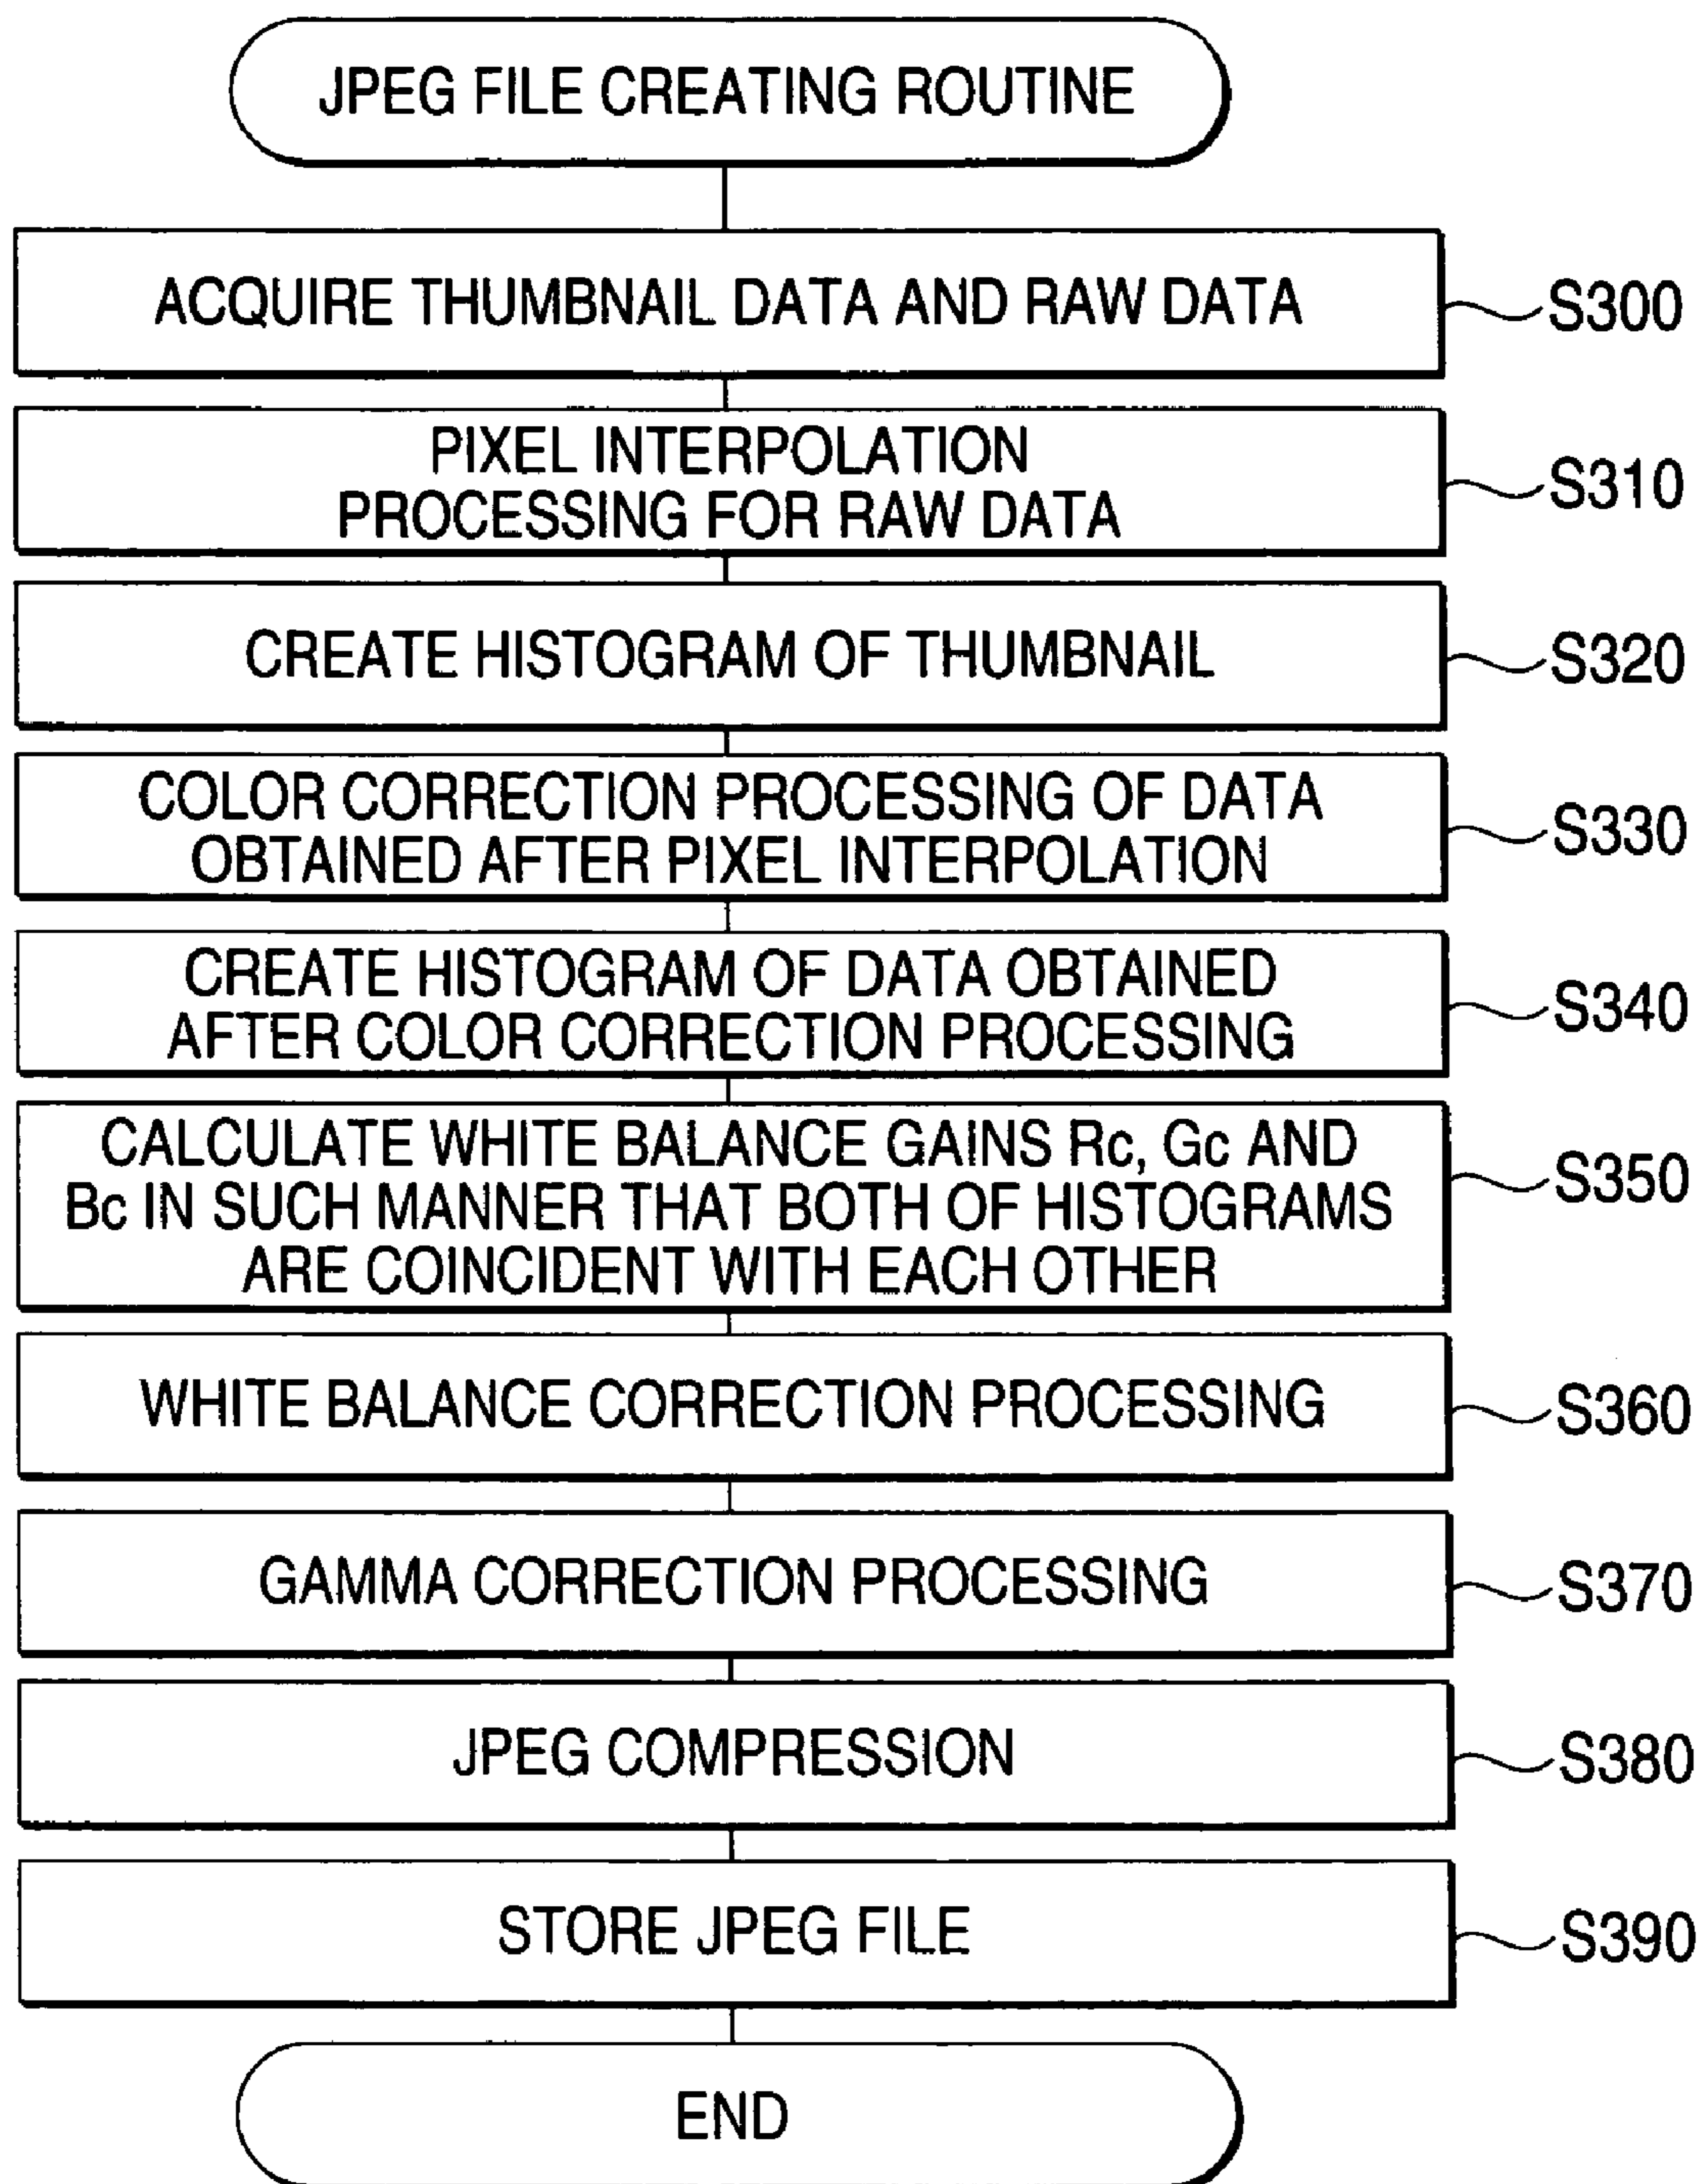 JPEG FILE CREATING ROUTINE
ACQUIRE THUMBNAIL DATA AND RAW DATA
S300
PIXEL INTERPOLATION
PROCESSING FOR RAW DATA
S310
CREATE HISTOGRAM OF THUMBNAIL
S320
COLOR CORRECTION PROCESSING OF DATA
OBTAINED AFTER PIXEL INTERPOLATION
S330
CREATE HISTOGRAM OF DATA OBTAINED
AFTER COLOR CORRECTION PROCESSING
S340
CALCULATE WHITE BALANCE GAINS Rc, Gc AND
Bc IN SUCH MANNER THAT BOTH OF HISTOGRAMS
ARE COINCIDENT WITH EACH OTHER
S350
WHITE BALANCE CORRECTION PROCESSING
S360
GAMMA CORRECTION PROCESSING
S370
JPEG COMPRESSION
S380
STORE JPEG FILE
S390
END